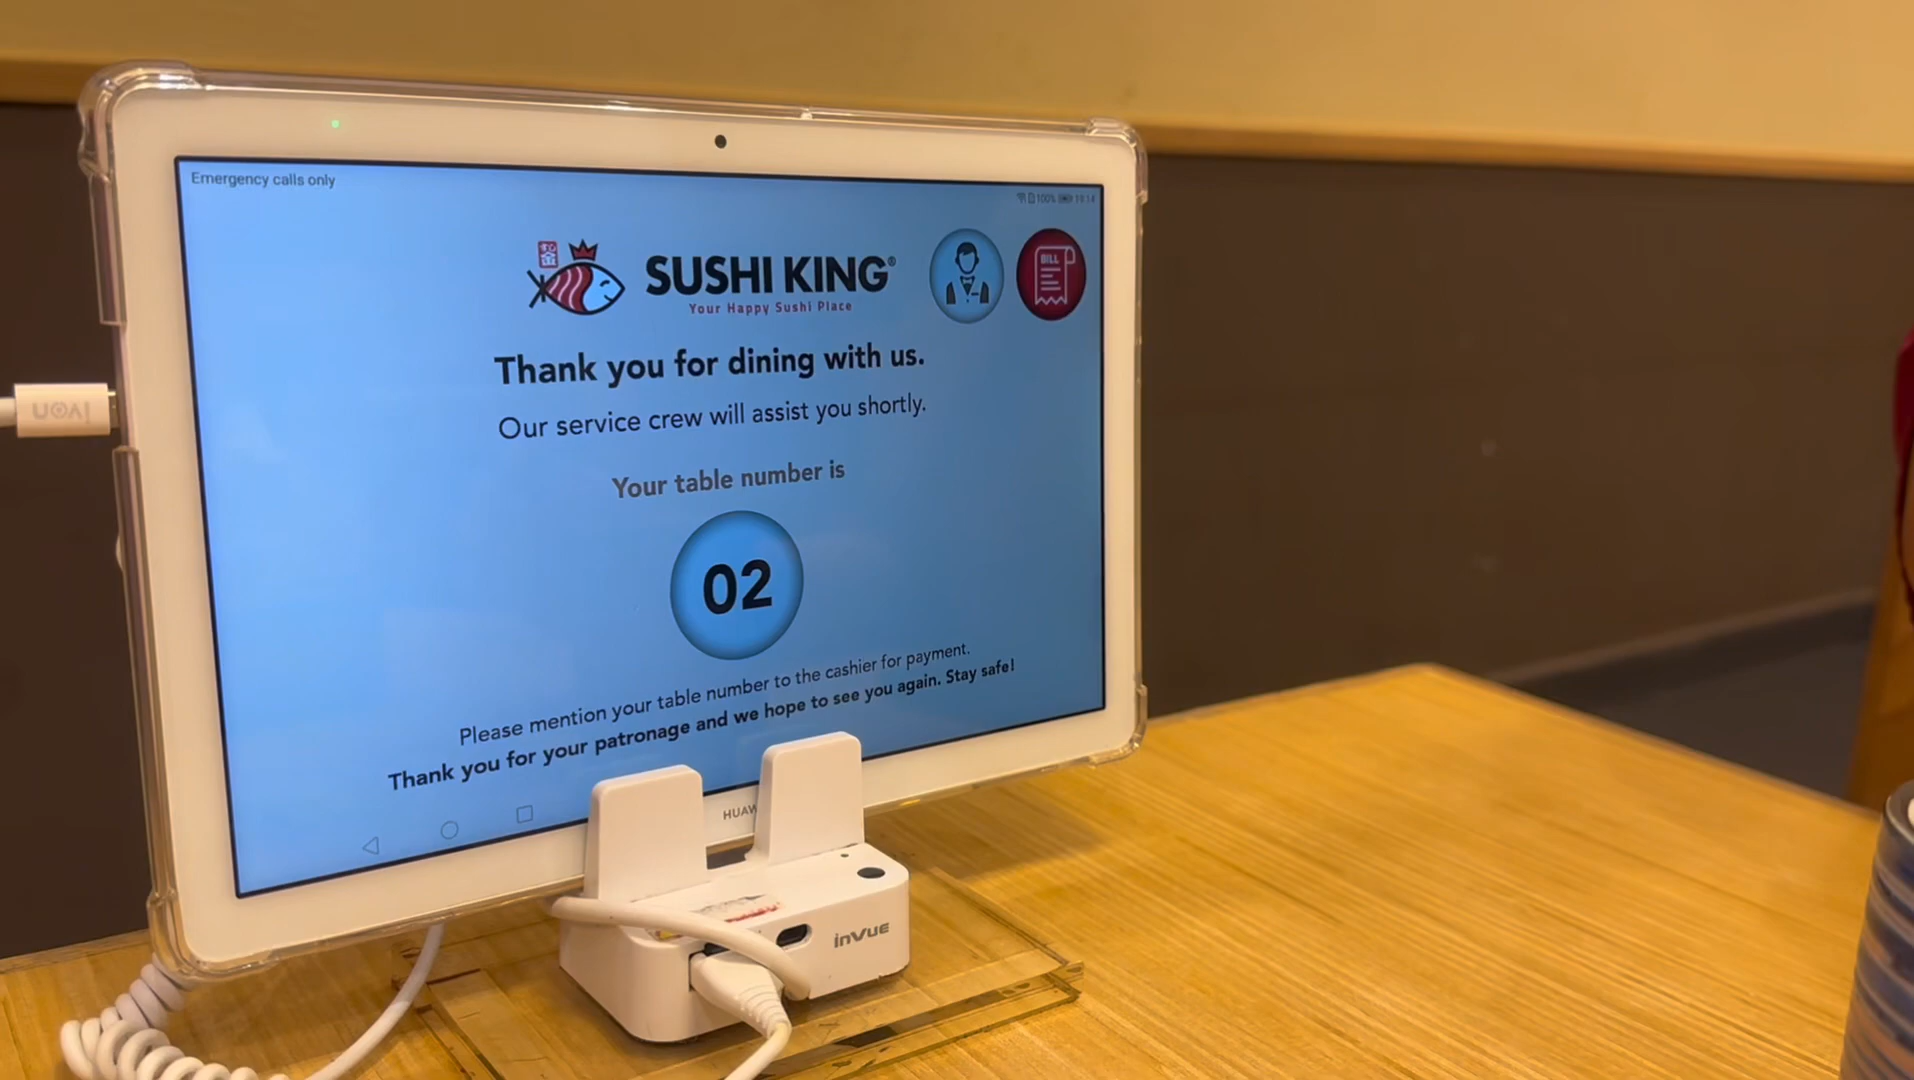 Emergency calls only
100%
SUSHI KING®
Your Happy Sushi Place
BILL
Thank you for dining with us.
Our service crew will assist you shortly.
Your table number is
02
Please mention your table number to the cashier for payment.
Thank you for your patronage and we hope to see you again. Stay safe!
HUAW
inVue